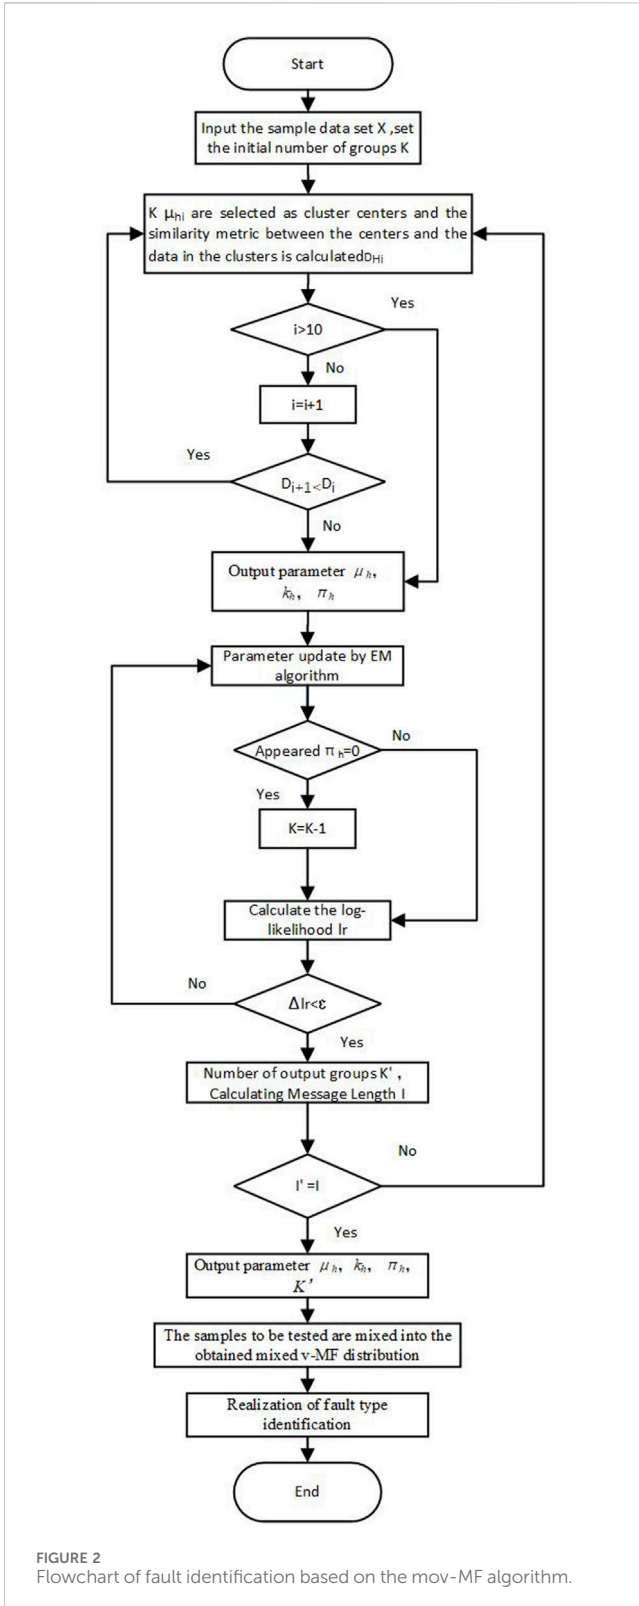 Start
Input the sample data set X ,set
the initial number of groups K
K μhi are selected as cluster centers and the
similarity metric between the centers and the
data in the clusters is calculatedDHi
Yes
i>10
No
i=i+1
Yes
Di+1<Di
No
Output parameter μh,
kh, πh
Parameter update by EM
algorithm
No
Appeared πh=0
Yes
K=K-1
Calculate the log-
likelihood lr
No
Δlr<ε
Yes
Number of output groups K' ,
Calculating Message Length I
No
I' =I
Yes
Output parameter μh, kh, πh,
K'
The samples to be tested are mixed into the
obtained mixed v-MF distribution
Realization of fault type
identification
End
FIGURE 2
Flowchart of fault identification based on the mov-MF algorithm.